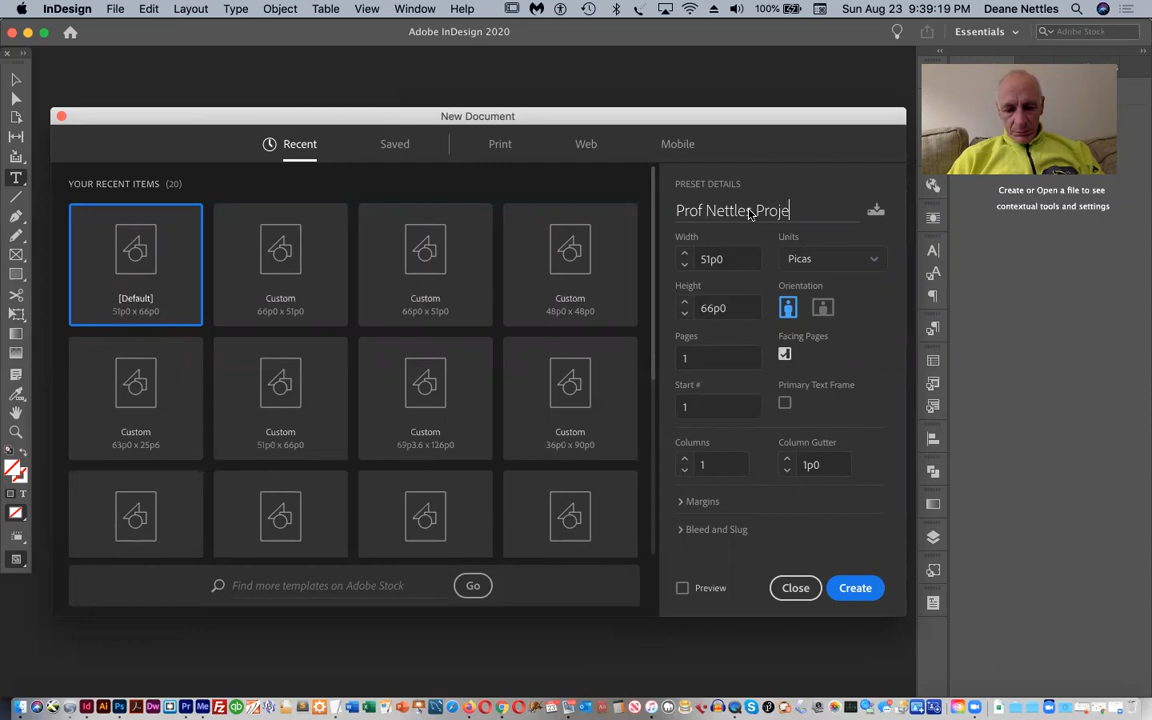 InDesign File Edit Layout Type Object Table View Window Help 100% Sun Aug 23 9:39:19 PM Deane Nettles
Adobe InDesign 2020 Essentials Adobe Stock
New Document
Recent Saved Print Web Mobile
YOUR RECENT ITEMS (20)
[Default]
51p0 x 66p0
Custom
66p0 x 51p0
Custom
66p0 x 51p0
Custom
48p0 x 48p0
Custom
63p0 x 25p6
Custom
51p0 x 66p0
Custom
69p3.6 x 126p0
Custom
36p0 x 90p0
Find more templates on Adobe Stock Go
PRESET DETAILS
Prof Nettles Proje
Width Units
51p0 Picas
Height Orientation
66p0
Pages Facing Pages
1
Start # Primary Text Frame
1
Columns Column Gutter
1 1p0
Margins
Bleed and Slug
Preview Close Create
Create or Open a file to see
contextual tools and settings